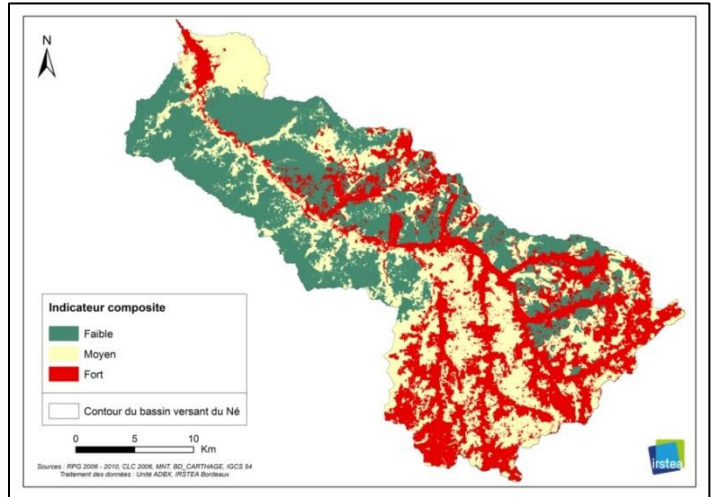 N
Indicateur composite
Faible
Moyen
Fort
Contour du bassin versant du Né
0 5 10
Km
Sources : RPG 2006 - 2010, CLC 2006, MNT, BD_CARTHAGE, IGCS 54
Traitement des données : Unité ADBX, IRSTEA Bordeaux
irstea